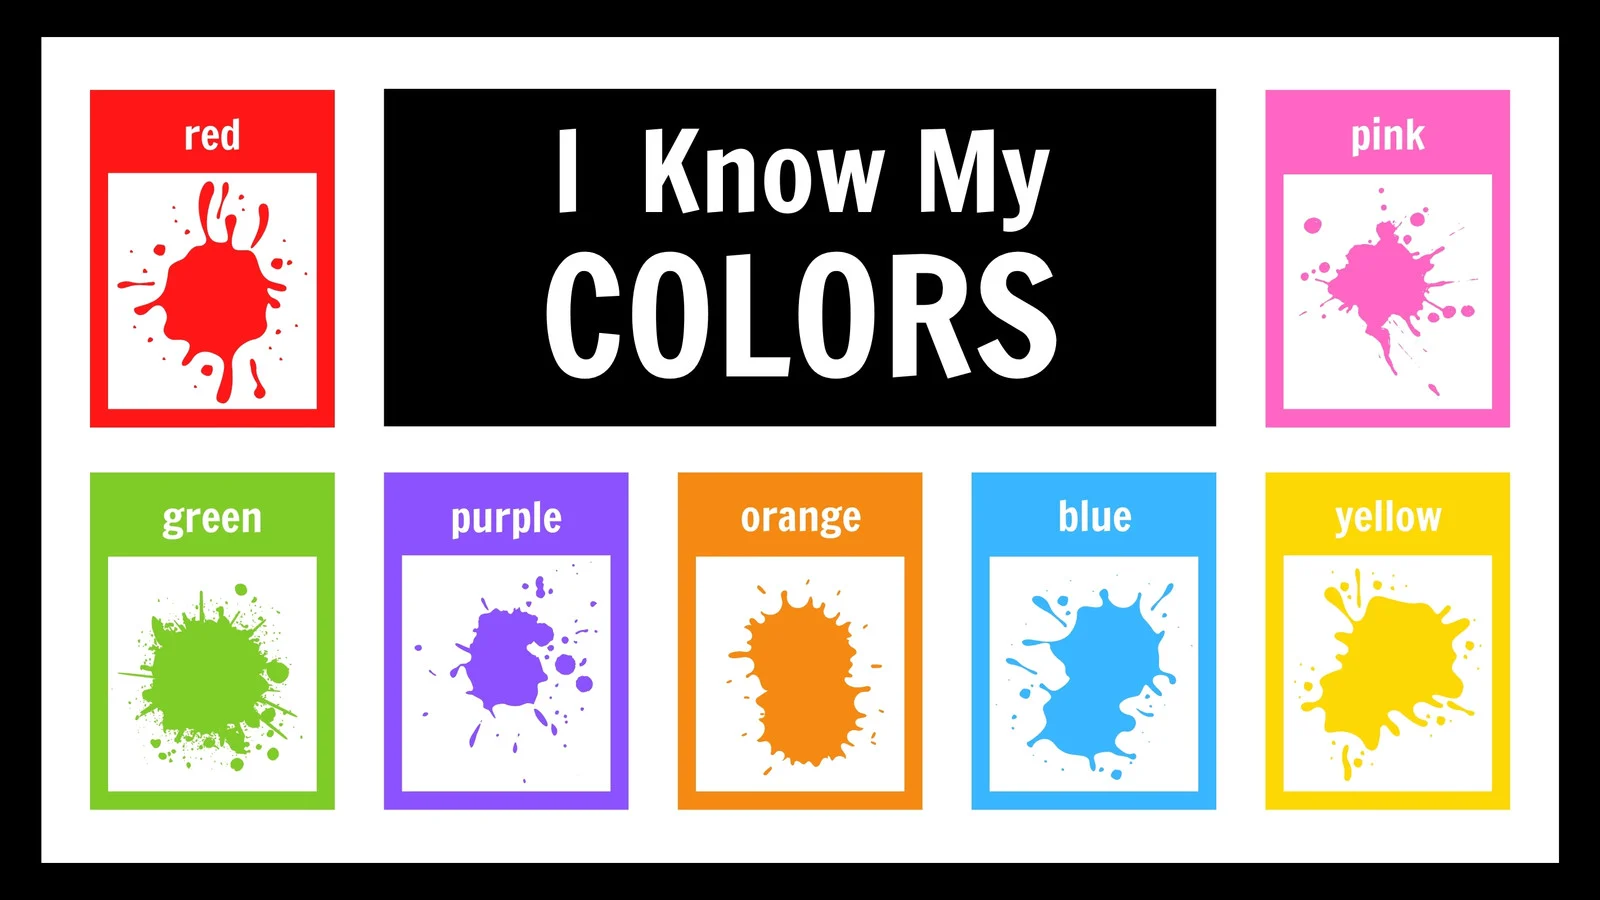 red
I Know My
COLORS
pink
green
purple
orange
blue
yellow